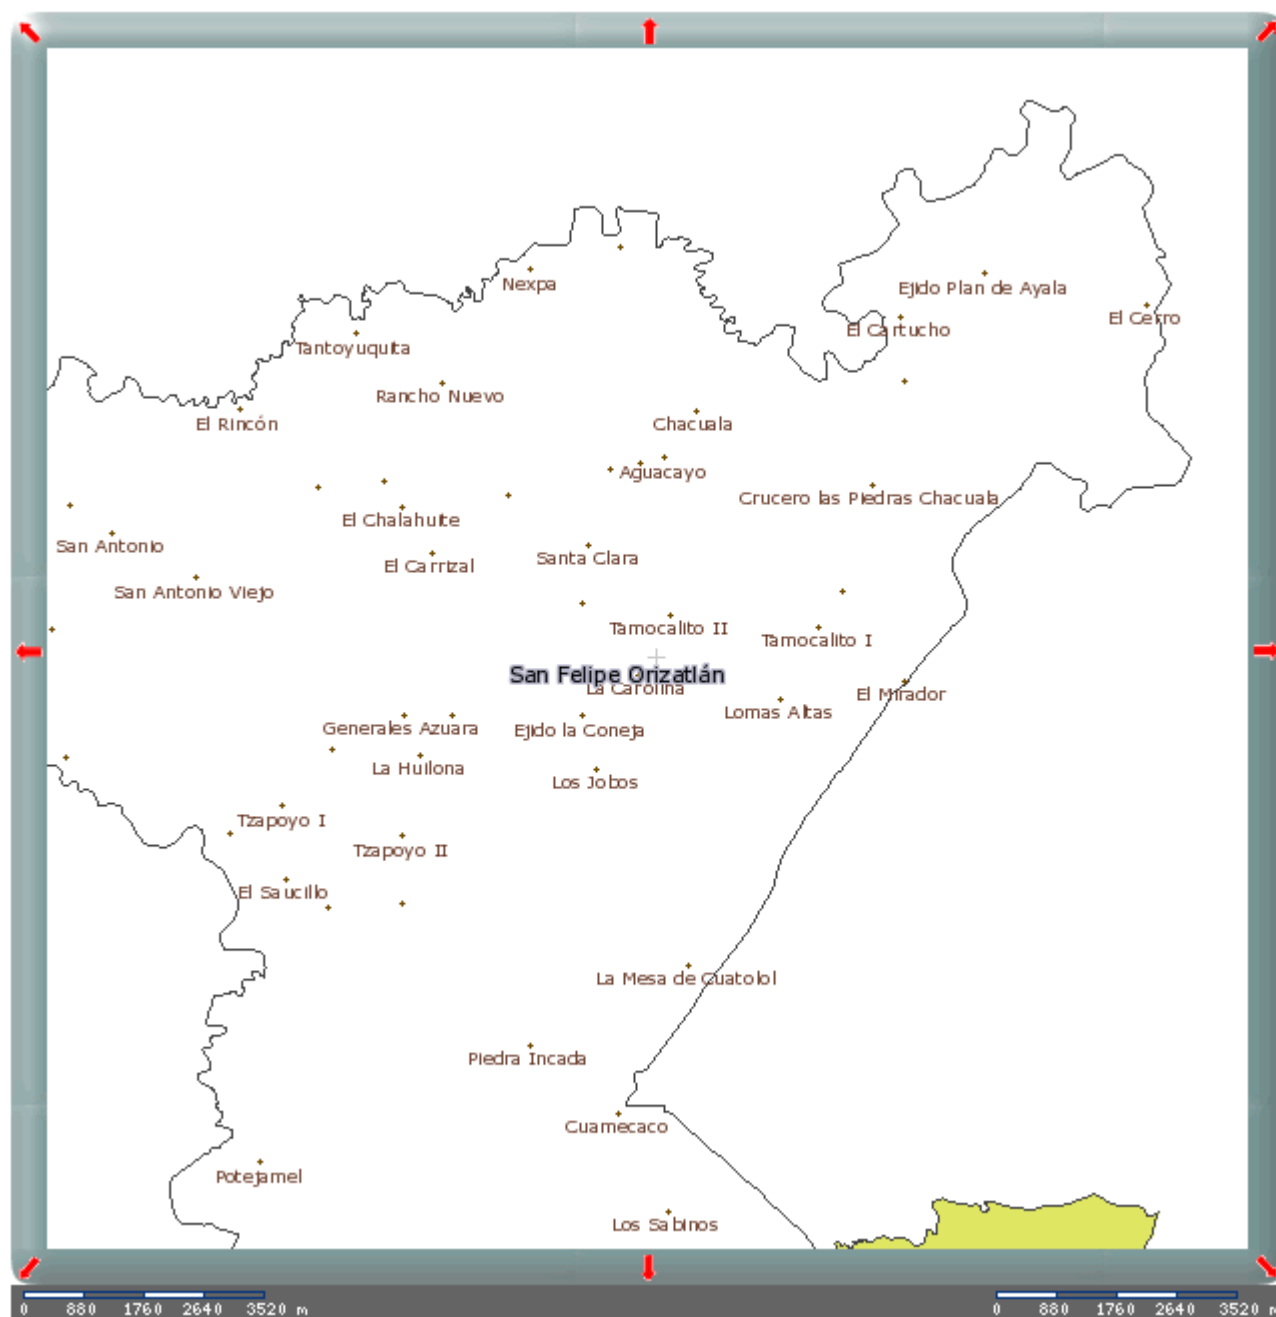 Nexpa
Ejido Plan de Ayala
El Cerro
El Cartucho
Tantoyuquita
Rancho Nuevo
El Rincón
Chacuala
Aguacayo
Crucero las Piedras Chacuala
El Chalahuite
San Antonio
Santa Clara
El Carrizal
San Antonio Viejo
Tamocalito II
Tamocalito I
San Felipe Orizatlán
La Carolina
El Mirador
Lomas Altas
Generales Azuara
Ejido la Coneja
La Huilona
Los Jobos
Tzapoyo I
Tzapoyo II
El Saucillo
La Mesa de Cuatolol
Piedra Incada
Cuamecaco
Potejamel
Los Sabinos
0 880 1760 2640 3520 m
0 880 1760 2640 3520 m